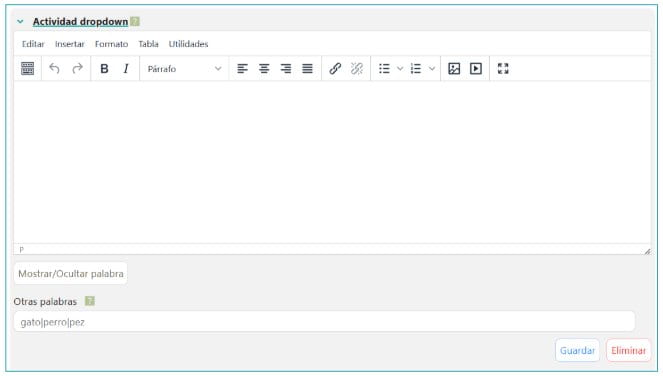 Actividad dropdown ?
Editar Insertar Formato Tabla Utilidades
B I Párrafo
P
Mostrar/Ocultar palabra
Otras palabras ?
gato|perro|pez
Guardar Eliminar